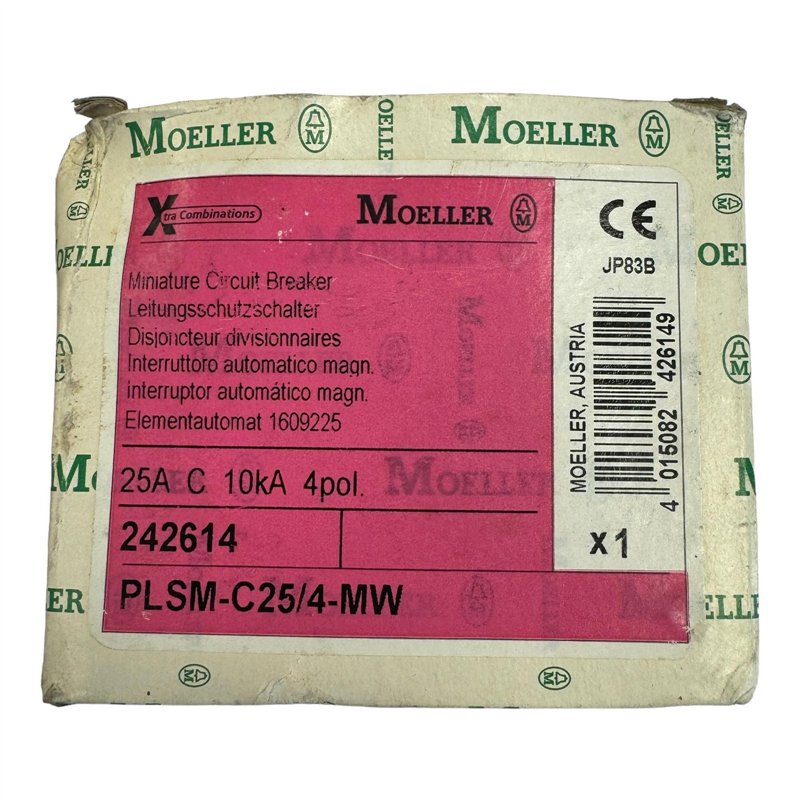 MOELLER MOELLER
Xtra Combinations MOELLER
CE
JP83B
Miniature Circuit Breaker
Leitungsschutzschalter
Disjoncteur divisionnaires
Interruttoro automatico magn.
interruptor automático magn.
Elementautomat 1609225
25A C 10kA 4pol.
242614
PLSM-C25/4-MW
MOELLER, AUSTRIA
4 015082 426149
x1